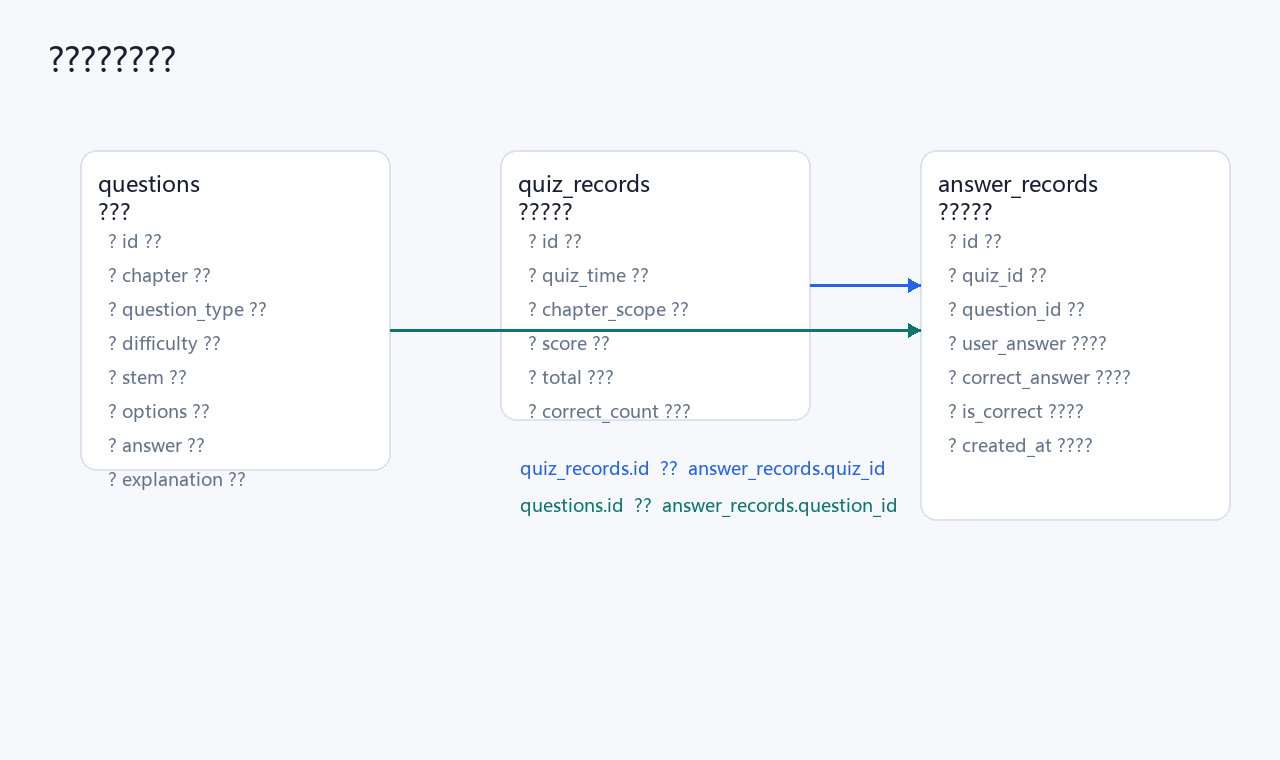 ????????
questions
???
? id ??
? chapter ??
? question_type ??
? difficulty ??
? stem ??
? options ??
? answer ??
? explanation ??
quiz_records
?????
? id ??
? quiz_time ??
? chapter_scope ??
? score ??
? total ???
? correct_count ???
answer_records
?????
? id ??
? quiz_id ??
? question_id ??
? user_answer ????
? correct_answer ????
? is_correct ????
? created_at ????
quiz_records.id ?? answer_records.quiz_id
questions.id ?? answer_records.question_id